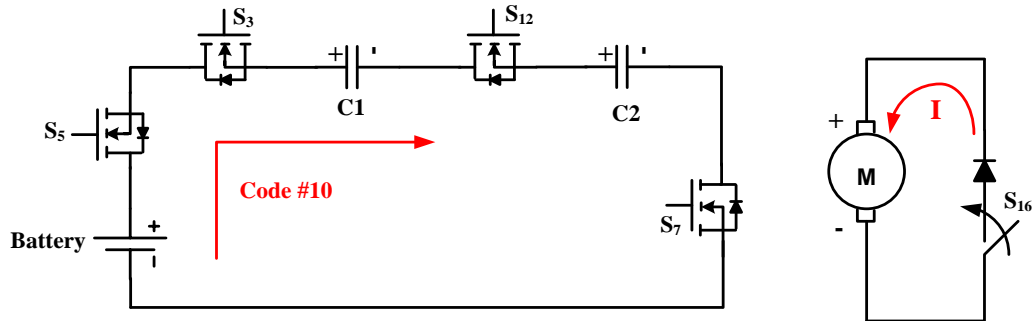 S3
S12
+ -
+ -
C1
C2
S5
Code #10
Battery
+
-
S7
+
I
M
S16
-